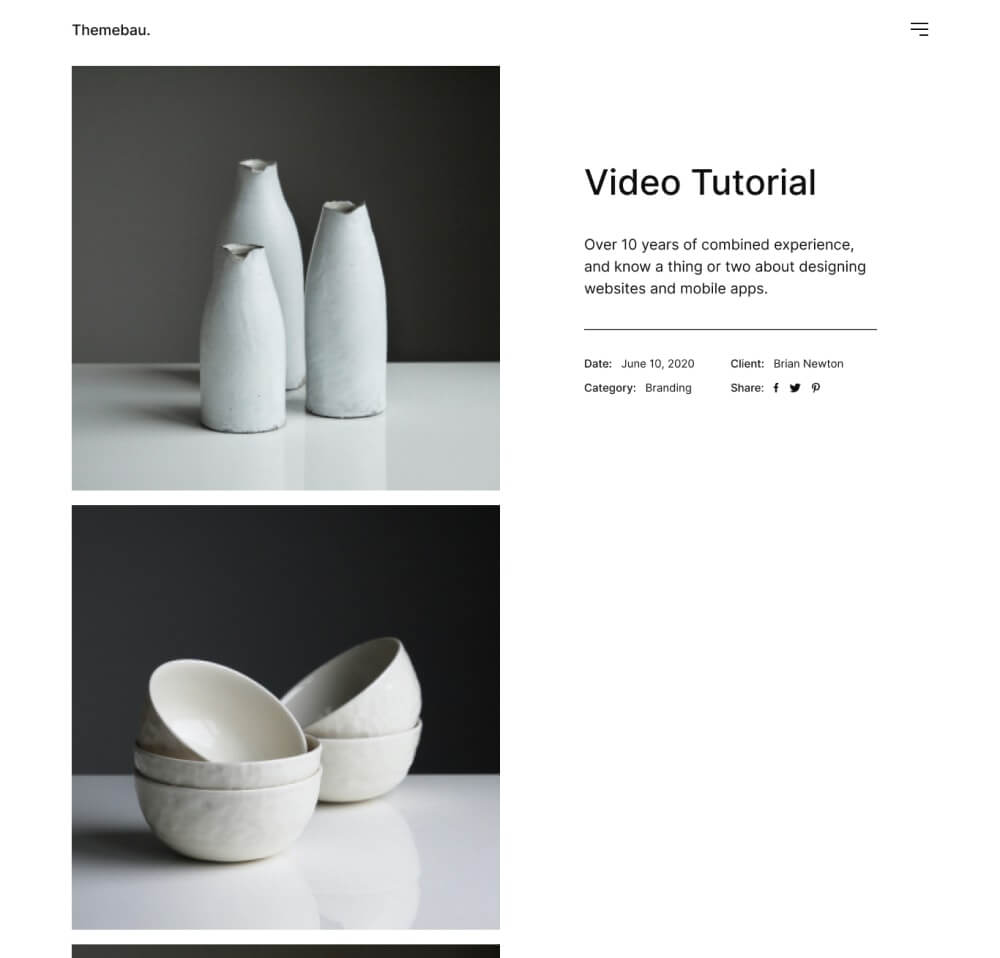 Themebau.
Video Tutorial
Over 10 years of combined experience,
and know a thing or two about designing
websites and mobile apps.
Date: June 10, 2020 Client: Brian Newton
Category: Branding Share: